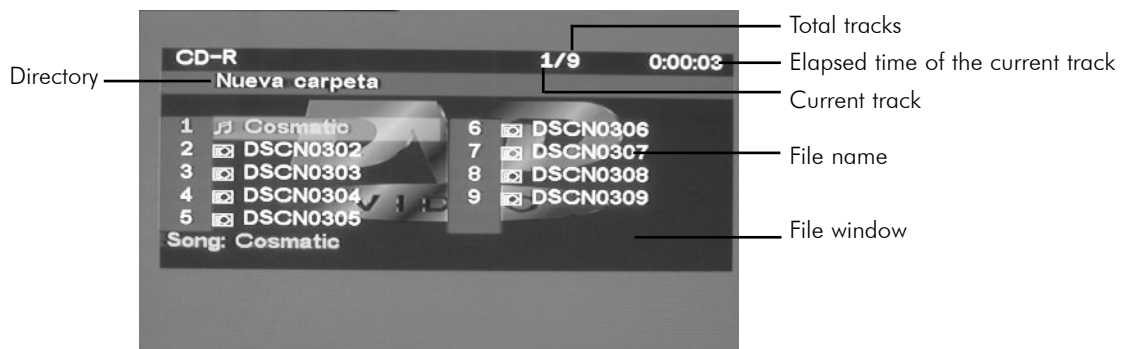 Total tracks
CD-R 1/9 0:00:03
Elapsed time of the current track
Directory
Nueva carpeta
Current track
1 Cosmatic
2 DSCN0302
3 DSCN0303
4 DSCN0304
5 DSCN0305
6 DSCN0306
7 DSCN0307
8 DSCN0308
9 DSCN0309
File name
VID
Song: Cosmatic
File window